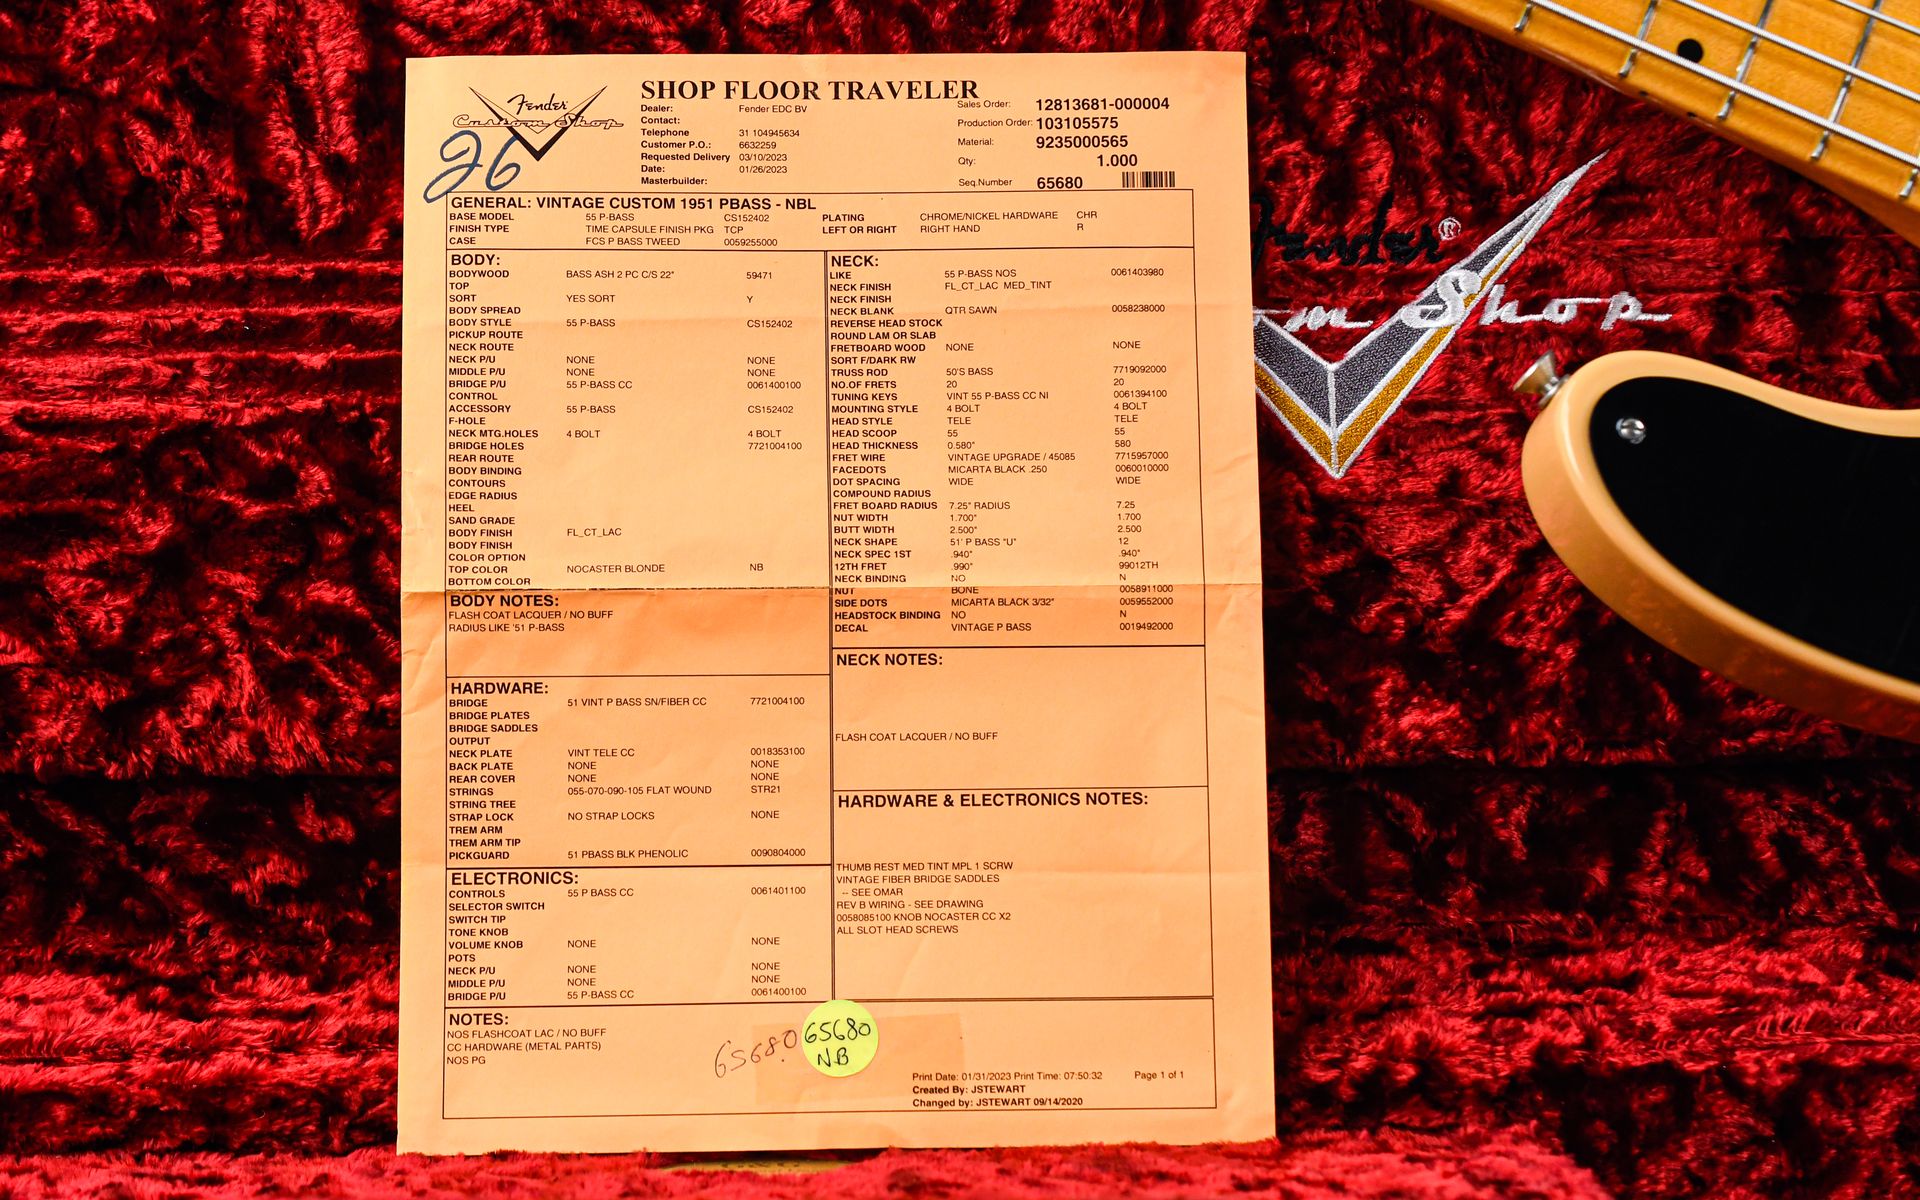 Fender
Custom Shop
26
SHOP FLOOR TRAVELER
Dealer: Fender EDC BV
Contact:
Telephone 31 104945634
Customer P.O.: 6632259
Requested Delivery 03/10/2023
Date: 01/26/2023
Masterbuilder:
Sales Order: 12813681-000004
Production Order: 103105575
Material: 9235000565
Qty: 1.000
Seq.Number 65680
GENERAL: VINTAGE CUSTOM 1951 PBASS - NBL
BASE MODEL 55 P-BASS CS152402 PLATING CHROME/NICKEL HARDWARE CHR
FINISH TYPE TIME CAPSULE FINISH PKG TCP LEFT OR RIGHT RIGHT HAND R
CASE FCS P BASS TWEED 0059255000
BODY:
BODYWOOD BASS ASH 2 PC C/S 22" 59471
TOP
SORT YES SORT Y
BODY SPREAD
BODY STYLE 55 P-BASS CS152402
PICKUP ROUTE
NECK ROUTE
NECK P/U NONE NONE
MIDDLE P/U NONE NONE
BRIDGE P/U 55 P-BASS CC 0061400100
CONTROL
ACCESSORY 55 P-BASS CS152402
F-HOLE
NECK MTG.HOLES 4 BOLT 4 BOLT
BRIDGE HOLES 7721004100
REAR ROUTE
BODY BINDING
CONTOURS
EDGE RADIUS
HEEL
SAND GRADE
BODY FINISH FL_CT_LAC
BODY FINISH
COLOR OPTION
TOP COLOR NOCASTER BLONDE NB
BOTTOM COLOR
BODY NOTES:
FLASH COAT LACQUER / NO BUFF
RADIUS LIKE '51 P-BASS
HARDWARE:
BRIDGE 51 VINT P BASS SN/FIBER CC 7721004100
BRIDGE PLATES
BRIDGE SADDLES
OUTPUT
NECK PLATE VINT TELE CC 0018353100
BACK PLATE NONE NONE
REAR COVER NONE NONE
STRINGS 055-070-090-105 FLAT WOUND STR21
STRING TREE
STRAP LOCK NO STRAP LOCKS NONE
TREM ARM
TREM ARM TIP
PICKGUARD 51 PBASS BLK PHENOLIC 0090804000
ELECTRONICS:
CONTROLS 55 P BASS CC 0061401100
SELECTOR SWITCH
SWITCH TIP
TONE KNOB
VOLUME KNOB NONE NONE
POTS
NECK P/U NONE NONE
MIDDLE P/U NONE NONE
BRIDGE P/U 55 P-BASS CC 0061400100
NECK:
LIKE 55 P-BASS NOS 0061403980
NECK FINISH FL_CT_LAC MED_TINT
NECK FINISH
NECK BLANK QTR SAWN 0058238000
REVERSE HEAD STOCK
ROUND LAM OR SLAB
FRETBOARD WOOD NONE NONE
SORT F/DARK RW
TRUSS ROD 50'S BASS 7719092000
NO.OF FRETS 20 20
TUNING KEYS VINT 55 P-BASS CC NI 0061394100
MOUNTING STYLE 4 BOLT 4 BOLT
HEAD STYLE TELE TELE
HEAD SCOOP 55 55
HEAD THICKNESS 0.580" 580
FRET WIRE VINTAGE UPGRADE / 45085 7715957000
FACEDOTS MICARTA BLACK .250 0060010000
DOT SPACING WIDE WIDE
COMPOUND RADIUS
FRET BOARD RADIUS 7.25" RADIUS 7.25
NUT WIDTH 1.700" 1.700
BUTT WIDTH 2.500" 2.500
NECK SHAPE 51' P BASS "U" 12
NECK SPEC 1ST .940" .940"
12TH FRET .990" 99012TH
NECK BINDING NO N
NUT BONE 0058911000
SIDE DOTS MICARTA BLACK 3/32" 0059552000
HEADSTOCK BINDING NO N
DECAL VINTAGE P BASS 0019492000
NECK NOTES:
FLASH COAT LACQUER / NO BUFF
HARDWARE & ELECTRONICS NOTES:
THUMB REST MED TINT MPL 1 SCRW
VINTAGE FIBER BRIDGE SADDLES
-- SEE OMAR
REV B WIRING - SEE DRAWING
0058085100 KNOB NOCASTER CC X2
ALL SLOT HEAD SCREWS
NOTES:
NOS FLASHCOAT LAC / NO BUFF
CC HARDWARE (METAL PARTS)
NOS PG
65680
65680
NB
Print Date: 01/31/2023 Print Time: 07:50:32 Page 1 of 1
Created By: JSTEWART
Changed by: JSTEWART 09/14/2020
Fender®
om Shop